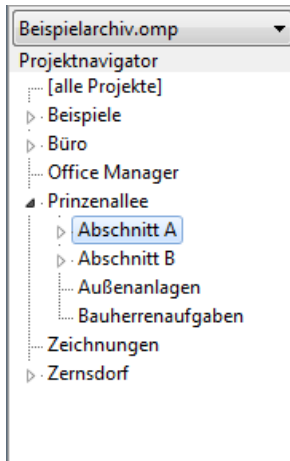 Beispielarchiv.omp
Projektnavigator
[alle Projekte]
Beispiele
Büro
Office Manager
Prinzenallee
Abschnitt A
Abschnitt B
Außenanlagen
Bauherrenaufgaben
Zeichnungen
Zernsdorf